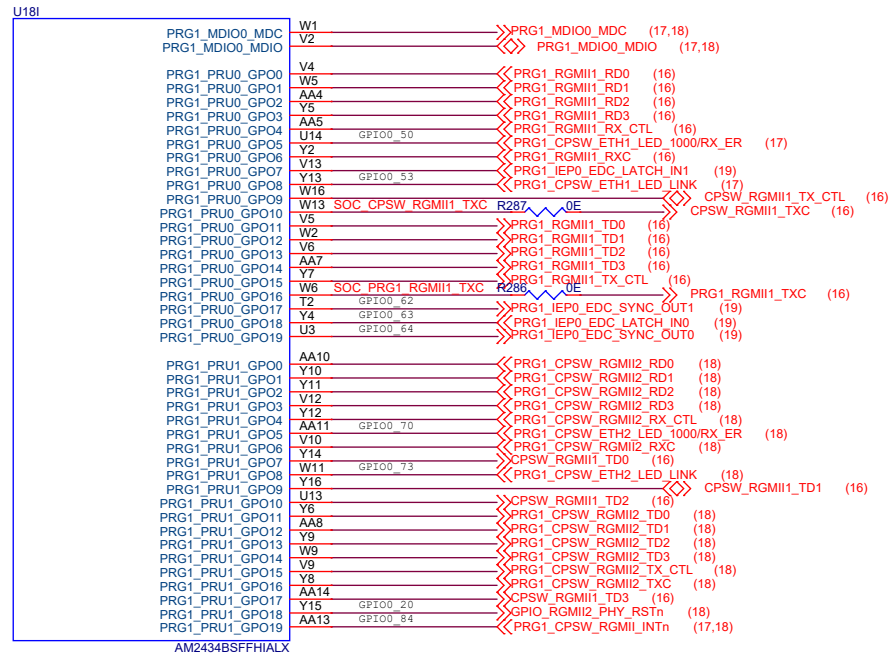 U18I
PRG1_MDIO0_MDC W1 PRG1_MDIO0_MDC (17,18)
PRG1_MDIO0_MDIO V2 PRG1_MDIO0_MDIO (17,18)
PRG1_PRU0_GPO0 V4 PRG1_RGMII1_RD0 (16)
PRG1_PRU0_GPO1 W5 PRG1_RGMII1_RD1 (16)
PRG1_PRU0_GPO2 AA4 PRG1_RGMII1_RD2 (16)
PRG1_PRU0_GPO3 Y5 PRG1_RGMII1_RD3 (16)
PRG1_PRU0_GPO4 AA5 PRG1_RGMII1_RX_CTL (16)
PRG1_PRU0_GPO5 U14 GPIO0_50 PRG1_CPSW_ETH1_LED_1000/RX_ER (17)
PRG1_PRU0_GPO6 Y2 PRG1_RGMII1_RXC (16)
PRG1_PRU0_GPO7 V13 PRG1_IEP0_EDC_LATCH_IN1 (19)
PRG1_PRU0_GPO8 Y13 GPIO0_53 PRG1_CPSW_ETH1_LED_LINK (17)
PRG1_PRU0_GPO9 W16 CPSW_RGMII1_TX_CTL (16)
PRG1_PRU0_GPO10 W13 SOC_CPSW_RGMII1_TXC R287 0E CPSW_RGMII1_TXC (16)
PRG1_PRU0_GPO11 V5 PRG1_RGMII1_TD0 (16)
PRG1_PRU0_GPO12 W2 PRG1_RGMII1_TD1 (16)
PRG1_PRU0_GPO13 V6 PRG1_RGMII1_TD2 (16)
PRG1_PRU0_GPO14 AA7 PRG1_RGMII1_TD3 (16)
PRG1_PRU0_GPO15 Y7 PRG1_RGMII1_TX_CTL (16)
PRG1_PRU0_GPO16 W6 SOC_PRG1_RGMII1_TXC R286 0E PRG1_RGMII1_TXC (16)
PRG1_PRU0_GPO17 T2 GPIO0_62 PRG1_IEP0_EDC_SYNC_OUT1 (19)
PRG1_PRU0_GPO18 Y4 GPIO0_63 PRG1_IEP0_EDC_LATCH_IN0 (19)
PRG1_PRU0_GPO19 U3 GPIO0_64 PRG1_IEP0_EDC_SYNC_OUT0 (19)
PRG1_PRU1_GPO0 AA10 PRG1_CPSW_RGMII2_RD0 (18)
PRG1_PRU1_GPO1 Y10 PRG1_CPSW_RGMII2_RD1 (18)
PRG1_PRU1_GPO2 Y11 PRG1_CPSW_RGMII2_RD2 (18)
PRG1_PRU1_GPO3 V12 PRG1_CPSW_RGMII2_RD3 (18)
PRG1_PRU1_GPO4 Y12 PRG1_CPSW_RGMII2_RX_CTL (18)
PRG1_PRU1_GPO5 AA11 GPIO0_70 PRG1_CPSW_ETH2_LED_1000/RX_ER (18)
PRG1_PRU1_GPO6 V10 PRG1_CPSW_RGMII2_RXC (18)
PRG1_PRU1_GPO7 Y14 CPSW_RGMII1_TD0 (16)
PRG1_PRU1_GPO8 W11 GPIO0_73 PRG1_CPSW_ETH2_LED_LINK (18)
PRG1_PRU1_GPO9 Y16 CPSW_RGMII1_TD1 (16)
PRG1_PRU1_GPO10 U13 CPSW_RGMII1_TD2 (16)
PRG1_PRU1_GPO11 Y6 PRG1_CPSW_RGMII2_TD0 (18)
PRG1_PRU1_GPO12 AA8 PRG1_CPSW_RGMII2_TD1 (18)
PRG1_PRU1_GPO13 Y9 PRG1_CPSW_RGMII2_TD2 (18)
PRG1_PRU1_GPO14 W9 PRG1_CPSW_RGMII2_TD3 (18)
PRG1_PRU1_GPO15 V9 PRG1_CPSW_RGMII2_TX_CTL (18)
PRG1_PRU1_GPO16 Y8 PRG1_CPSW_RGMII2_TXC (18)
PRG1_PRU1_GPO17 AA14 CPSW_RGMII1_TD3 (16)
PRG1_PRU1_GPO18 Y15 GPIO0_20 GPIO_RGMII2_PHY_RSTn (18)
PRG1_PRU1_GPO19 AA13 GPIO0_84 PRG1_CPSW_RGMII_INTn (17,18)
AM2434BSFFHIALX